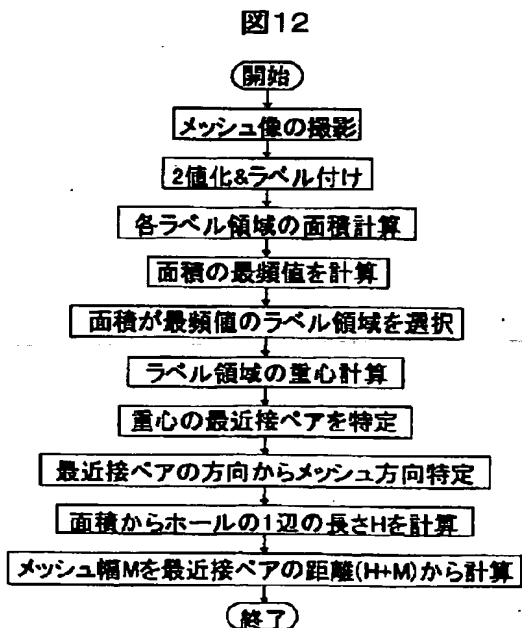 図12
開始
メッシュ像の撮影
2値化&ラベル付け
各ラベル領域の面積計算
面積の最頻値を計算
面積が最頻値のラベル領域を選択
ラベル領域の重心計算
重心の最近接ペアを特定
最近接ペアの方向からメッシュ方向特定
面積からホールの1辺の長さHを計算
メッシュ幅Mを最近接ペアの距離(H+M)から計算
終了